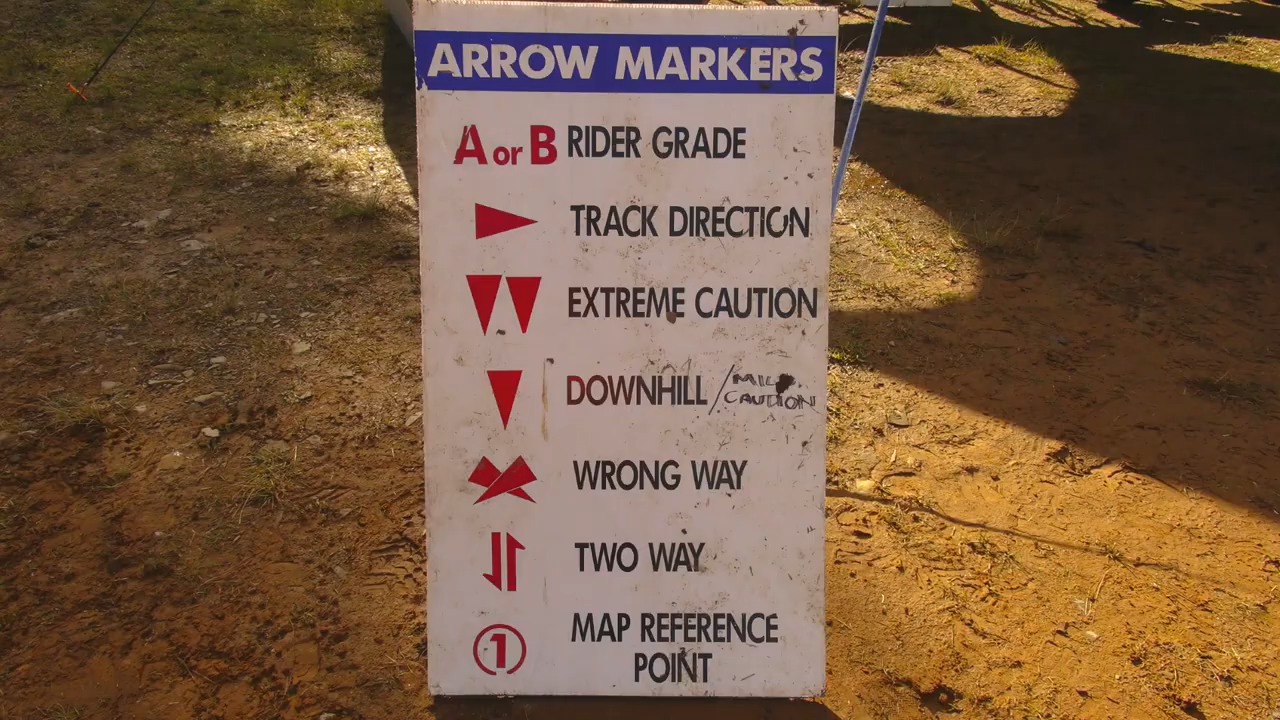 ARROW MARKERS
A or B RIDER GRADE
TRACK DIRECTION
EXTREME CAUTION
DOWNHILL / MILD CAUTION
WRONG WAY
TWO WAY
1 MAP REFERENCE
POINT